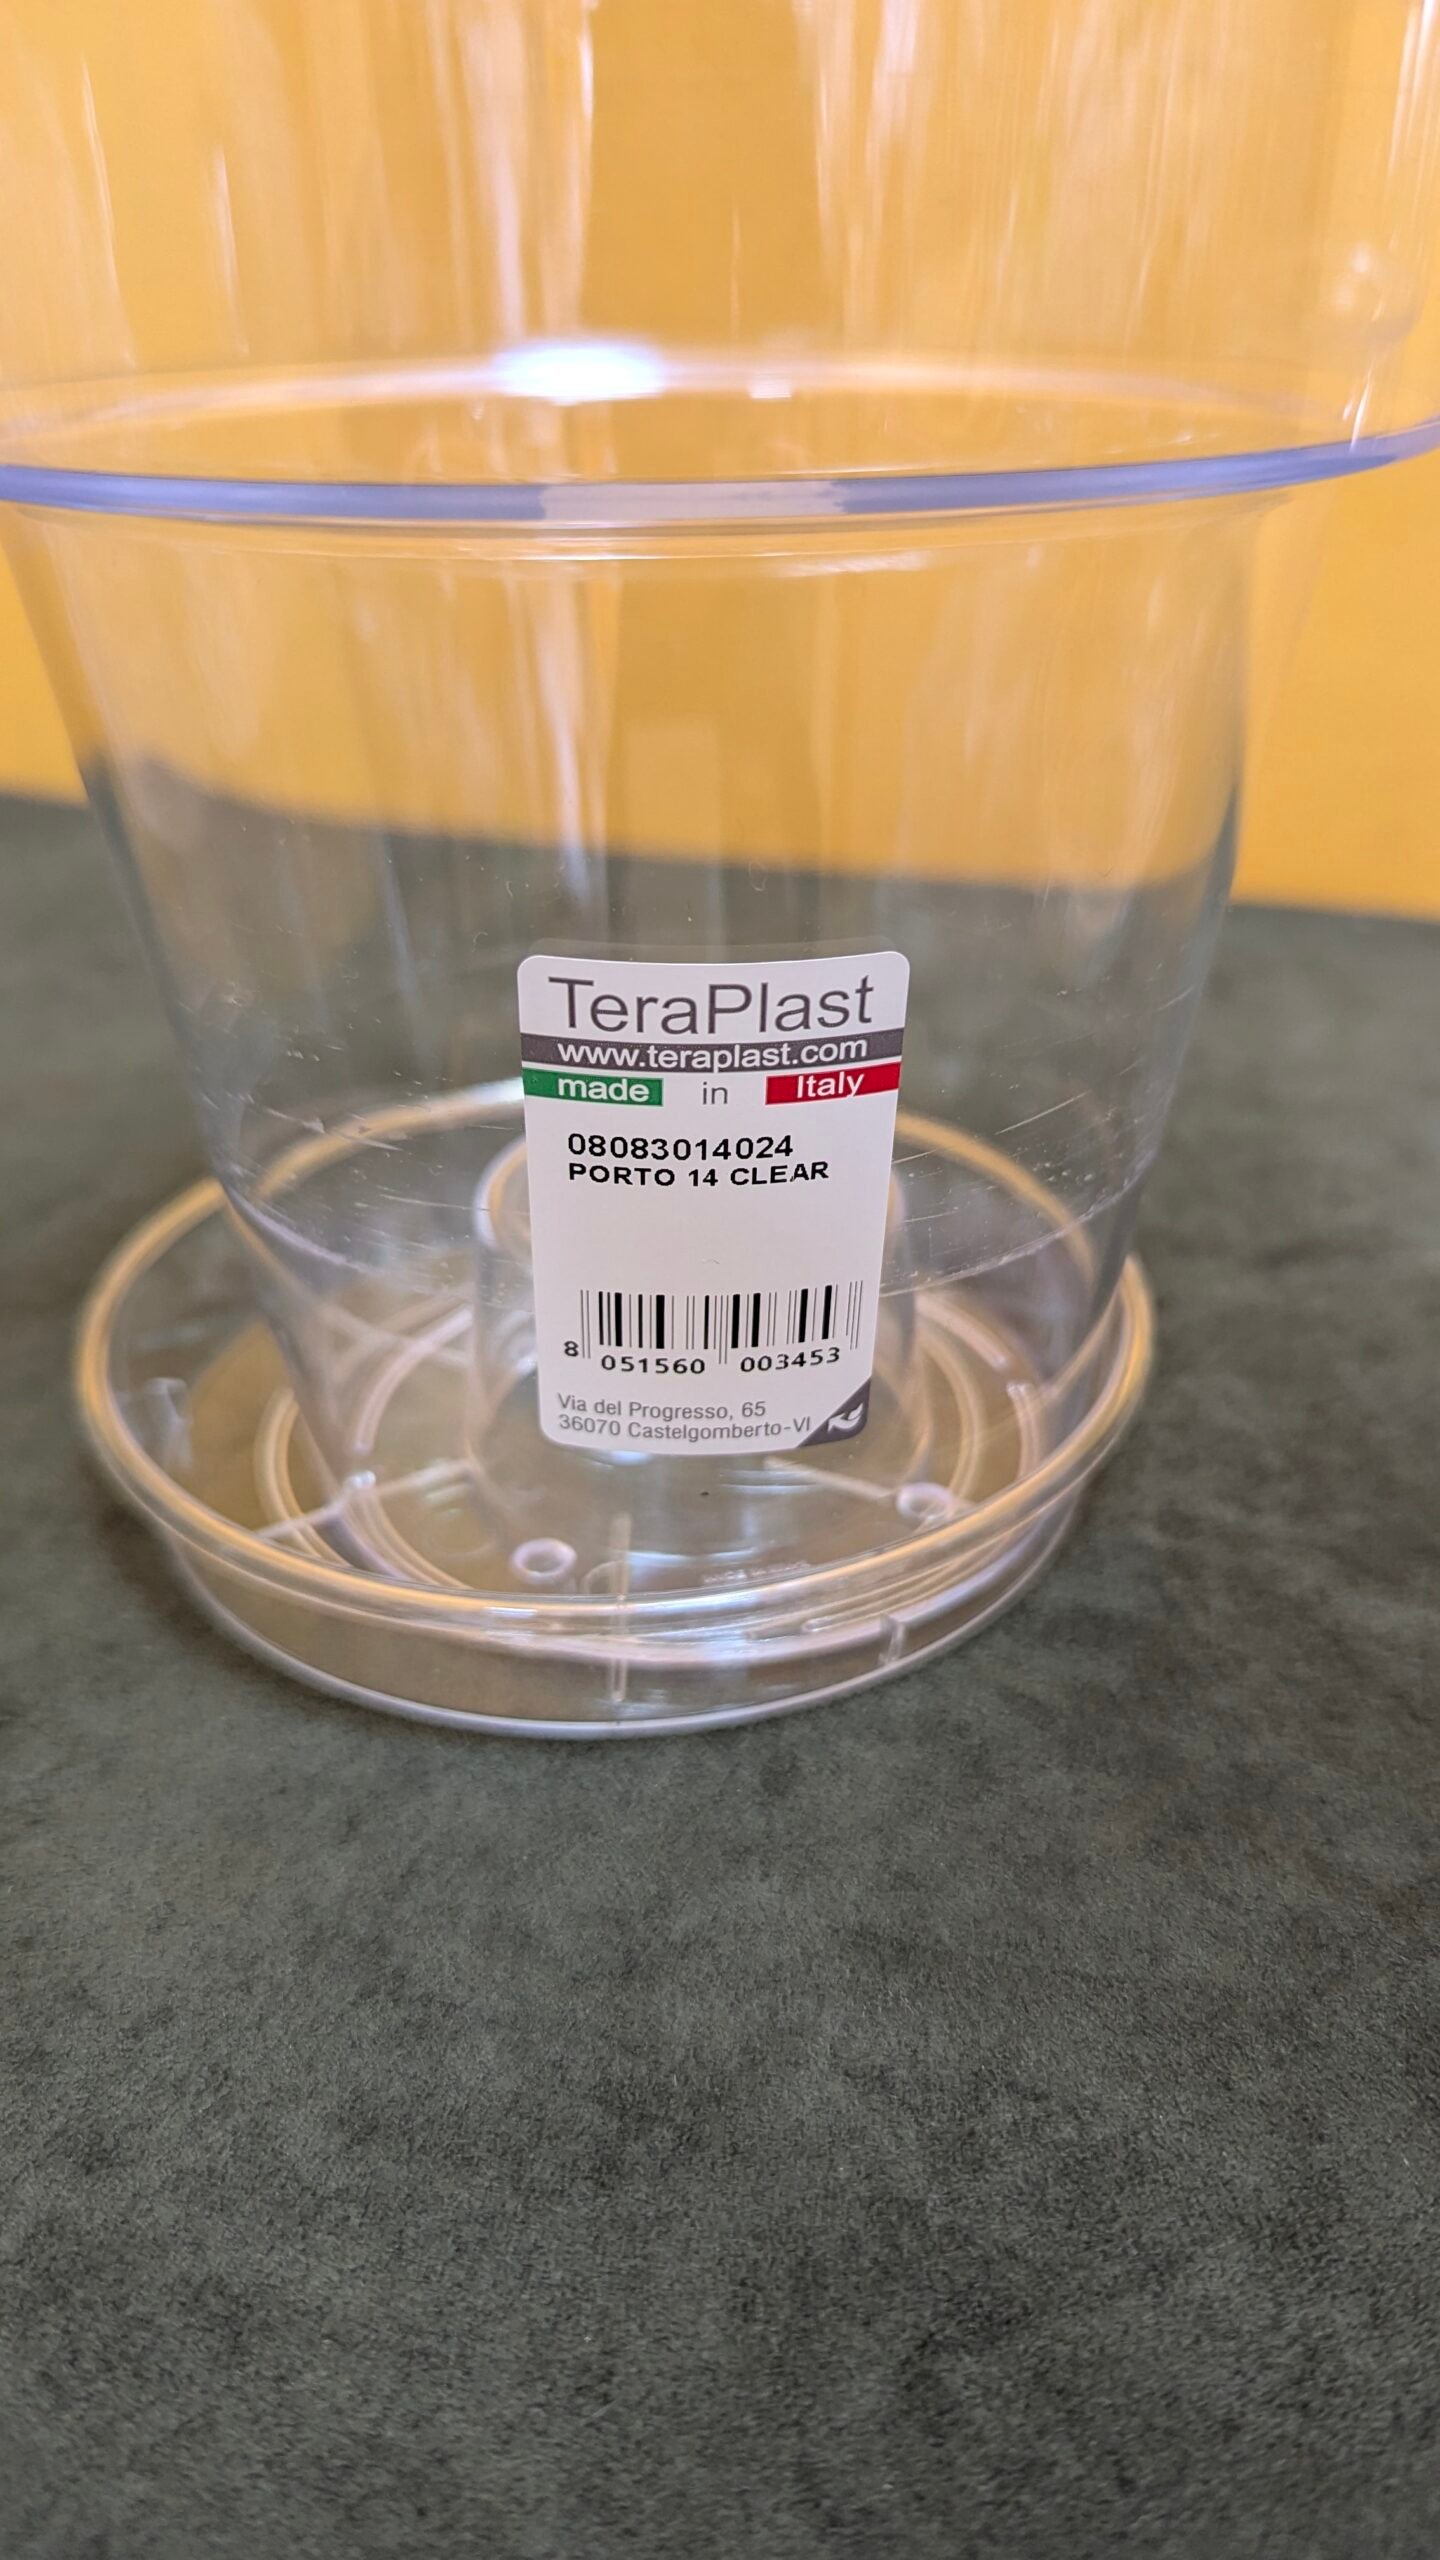 TeraPlast
www.teraplast.com
made in Italy
08083014024
PORTO 14 CLEAR
8 051560 003453
Via del Progresso, 65
36070 Castelgomberto-VI